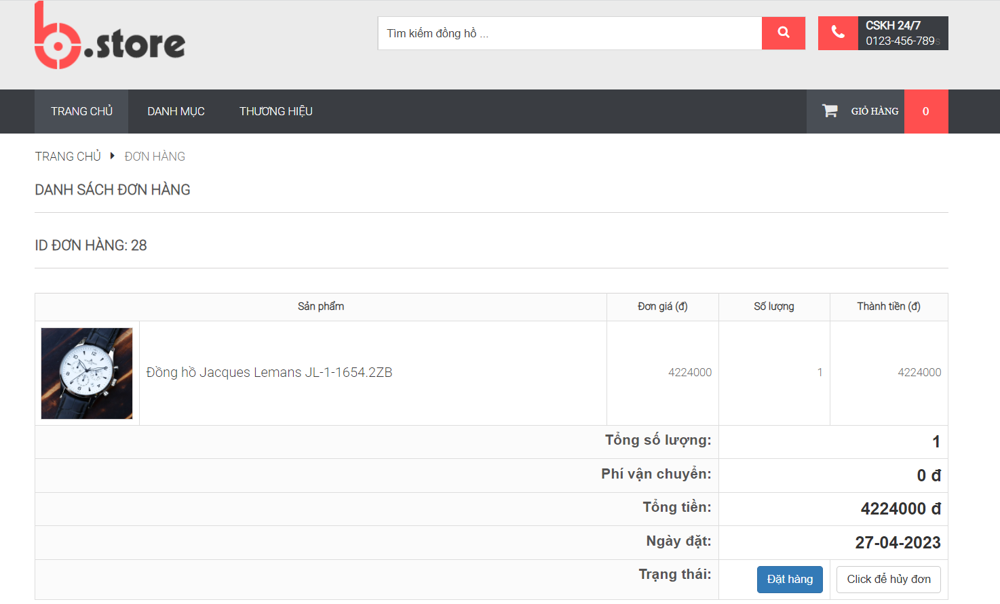 b.store
Tìm kiếm đồng hồ ...
CSKH 24/7
0123-456-789s
TRANG CHỦ
DANH MỤC
THƯƠNG HIỆU
GIỎ HÀNG
0
TRANG CHỦ
ĐƠN HÀNG
DANH SÁCH ĐƠN HÀNG
ID ĐƠN HÀNG: 28
Sản phẩm
Đơn giá (đ)
Số lượng
Thành tiền (đ)
Đồng hồ Jacques Lemans JL-1-1654.2ZB
4224000
1
4224000
Tổng số lượng:
1
Phí vận chuyển:
0 đ
Tổng tiền:
4224000 đ
Ngày đặt:
27-04-2023
Trạng thái:
Đặt hàng
Click để hủy đơn